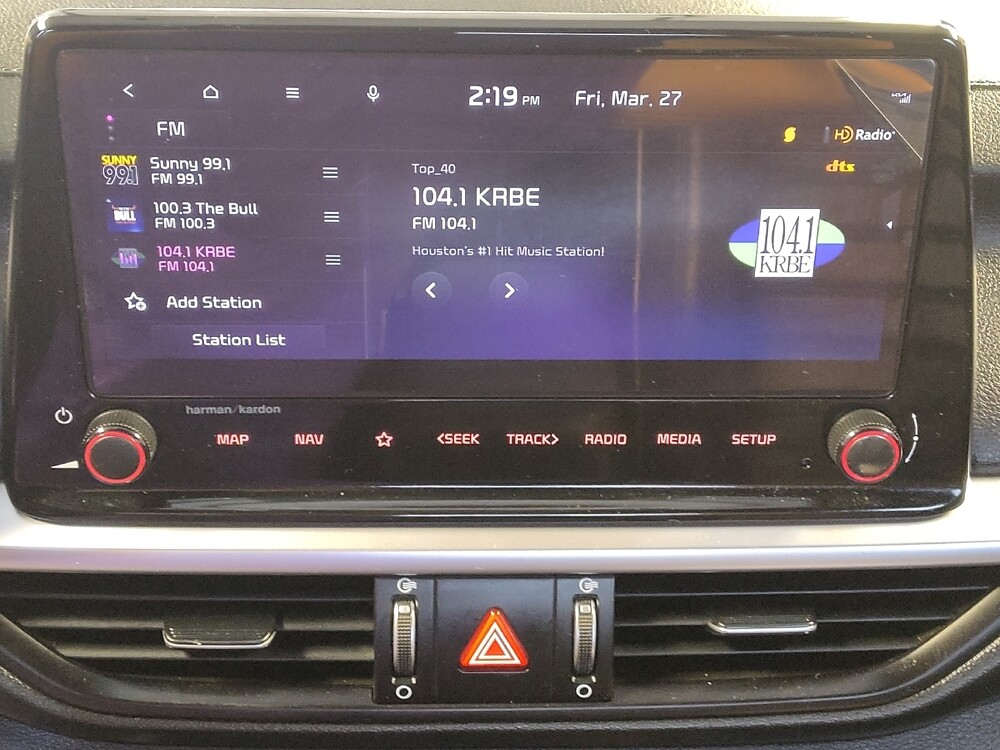 2:19 PM Fri, Mar. 27
FM
HD Radio
dts
SUNNY 99.1
Sunny 99.1
FM 99.1
BULL
100.3 The Bull
FM 100.3
104.1 KRBE
FM 104.1
Add Station
Station List
Top_40
104.1 KRBE
FM 104.1
Houston's #1 Hit Music Station!
104.1
KRBE
harman/kardon
MAP NAV <SEEK TRACK> RADIO MEDIA SETUP